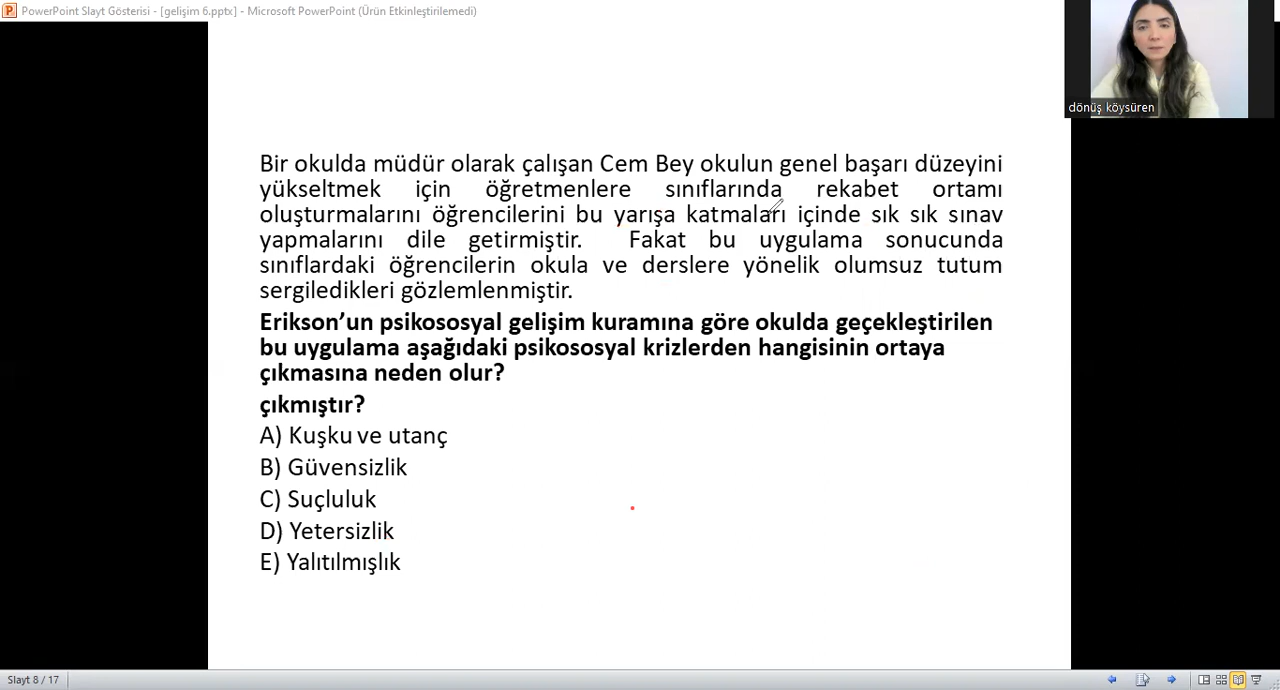 PowerPoint Slayt Gösterisi - [gelişim 6.pptx] - Microsoft PowerPoint (Ürün Etkinleştirilemedi)
dönüş köysüren
Bir okulda müdür olarak çalışan Cem Bey okulun genel başarı düzeyini
yükseltmek için öğretmenlere sınıflarında rekabet ortamı
oluşturmalarını öğrencilerini bu yarışa katmaları içinde sık sık sınav
yapmalarını dile getirmiştir. Fakat bu uygulama sonucunda
sınıflardaki öğrencilerin okula ve derslere yönelik olumsuz tutum
sergiledikleri gözlemlenmiştir.
Erikson’un psikososyal gelişim kuramına göre okulda geçekleştirilen
bu uygulama aşağıdaki psikososyal krizlerden hangisinin ortaya
çıkmasına neden olur?
çıkmıştır?
A) Kuşku ve utanç
B) Güvensizlik
C) Suçluluk
D) Yetersizlik
E) Yalıtılmışlık
Slayt 8 / 17